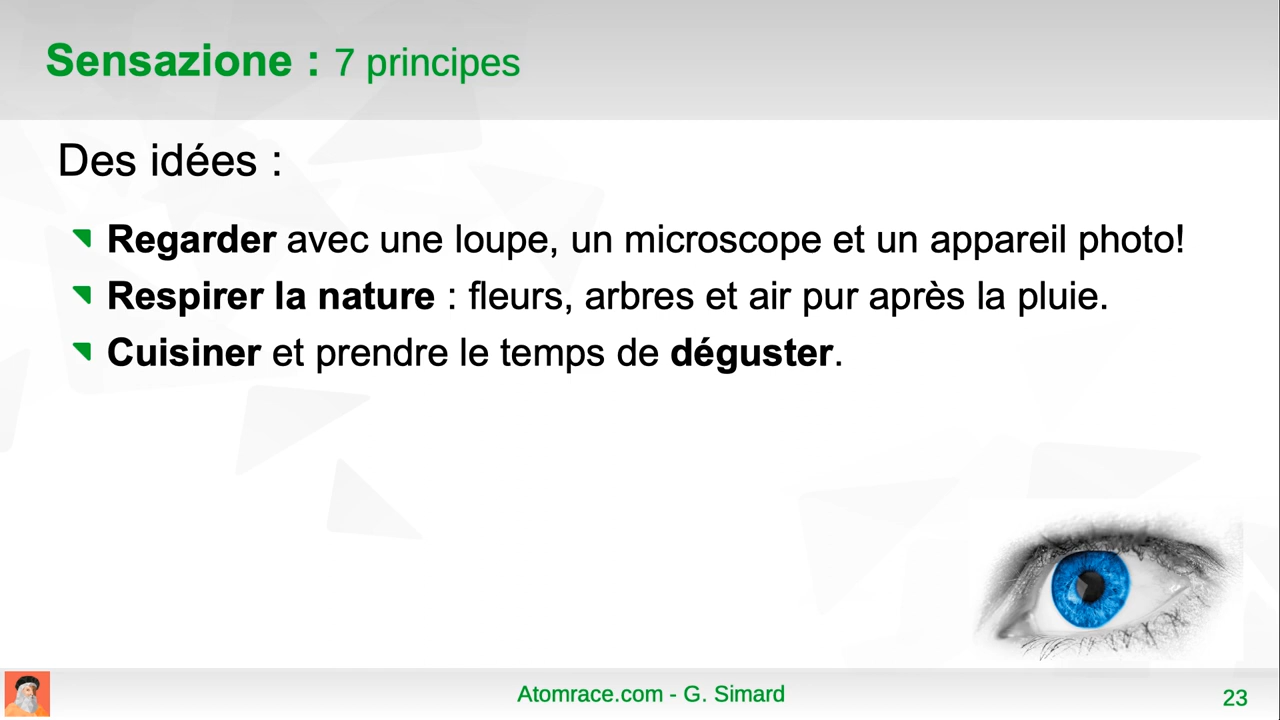 Sensazione : 7 principes
Des idées :
Regarder avec une loupe, un microscope et un appareil photo!
Respirer la nature : fleurs, arbres et air pur après la pluie.
Cuisiner et prendre le temps de déguster.
Atomrace.com - G. Simard
23